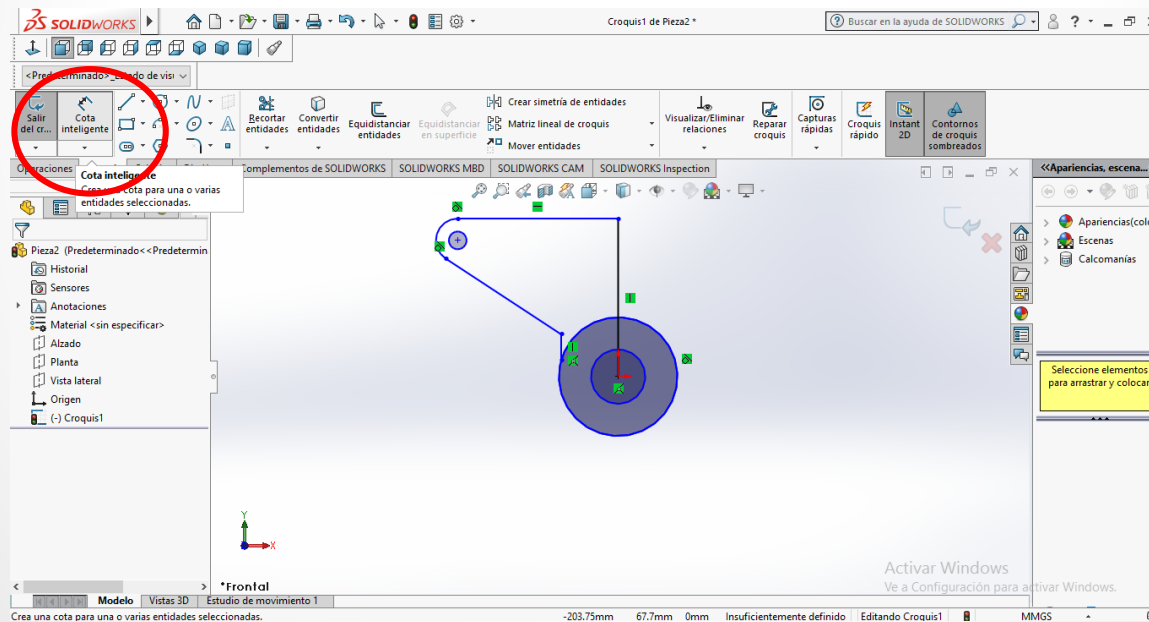 SOLIDWORKS
Croquis1 de Pieza2 *
Buscar en la ayuda de SOLIDWORKS
?
Salir
del cr...
Cota
inteligente
Recortar
entidades
Convertir
entidades
Equidistanciar
entidades
Equidistanciar
en superficie
Crear simetría de entidades
Matriz lineal de croquis
Mover entidades
Visualizar/Eliminar
relaciones
Reparar
croquis
Capturas
rápidas
Croquis
rápido
Instant
2D
Contornos
de croquis
sombreados
Operaciones
Complementos de SOLIDWORKS
SOLIDWORKS MBD
SOLIDWORKS CAM
SOLIDWORKS Inspection
Cota inteligente
Crea una cota para una o varias
entidades seleccionadas.
Pieza2 (Predeterminado<<Predetermin
Historial
Sensores
Anotaciones
Material <sin especificar>
Alzado
Planta
Vista lateral
Origen
(-) Croquis1
Y
X
*Frontal
<<Apariencias, escena...
Apariencias(colo
Escenas
Calcomanías
Seleccione elementos
para arrastrar y colocar
Activar Windows
Ve a Configuración para activar Windows.
Modelo
Vistas 3D
Estudio de movimiento 1
Crea una cota para una o varias entidades seleccionadas.
-203.75mm 67.7mm 0mm Insuficientemente definido Editando Croquis1 MMGS